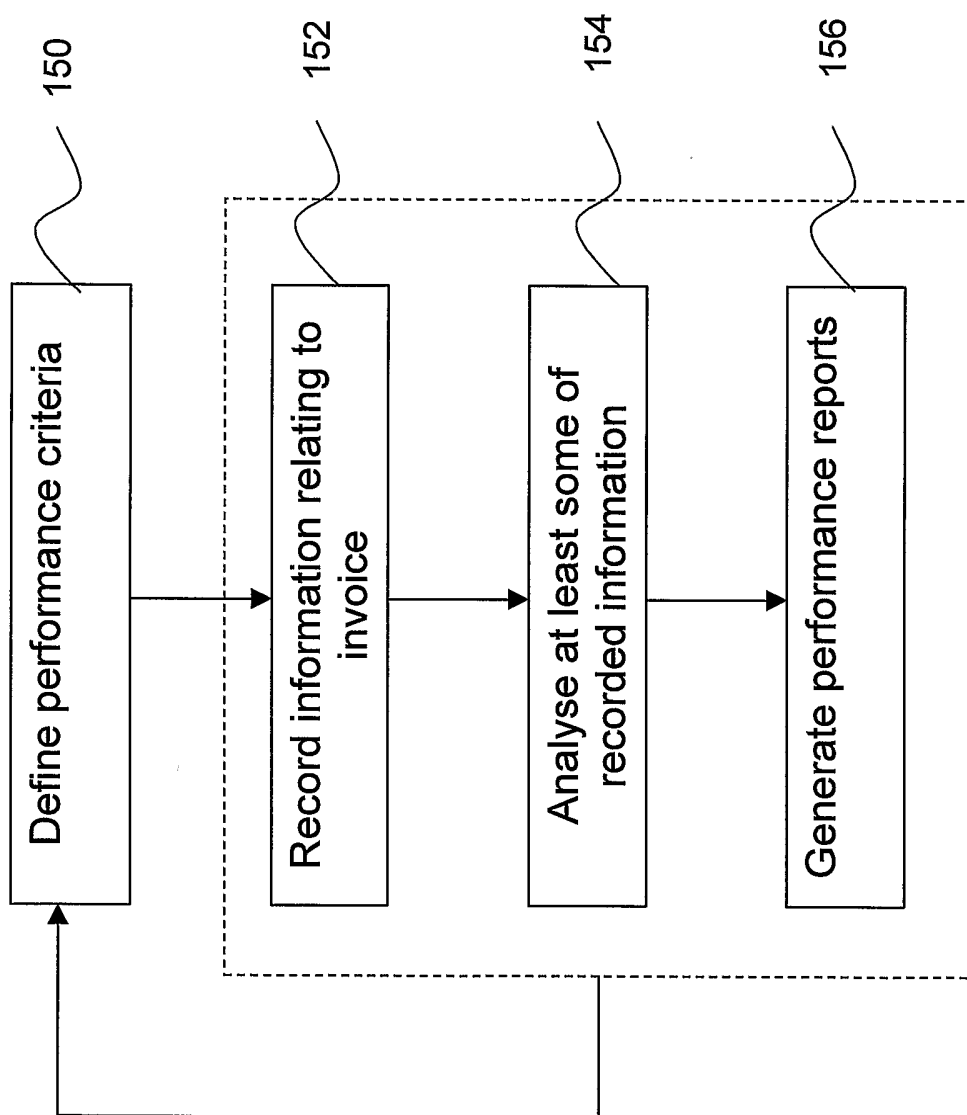 Define performance criteria
150
Record information relating to
invoice
152
Analyse at least some of
recorded information
154
Generate performance reports
156